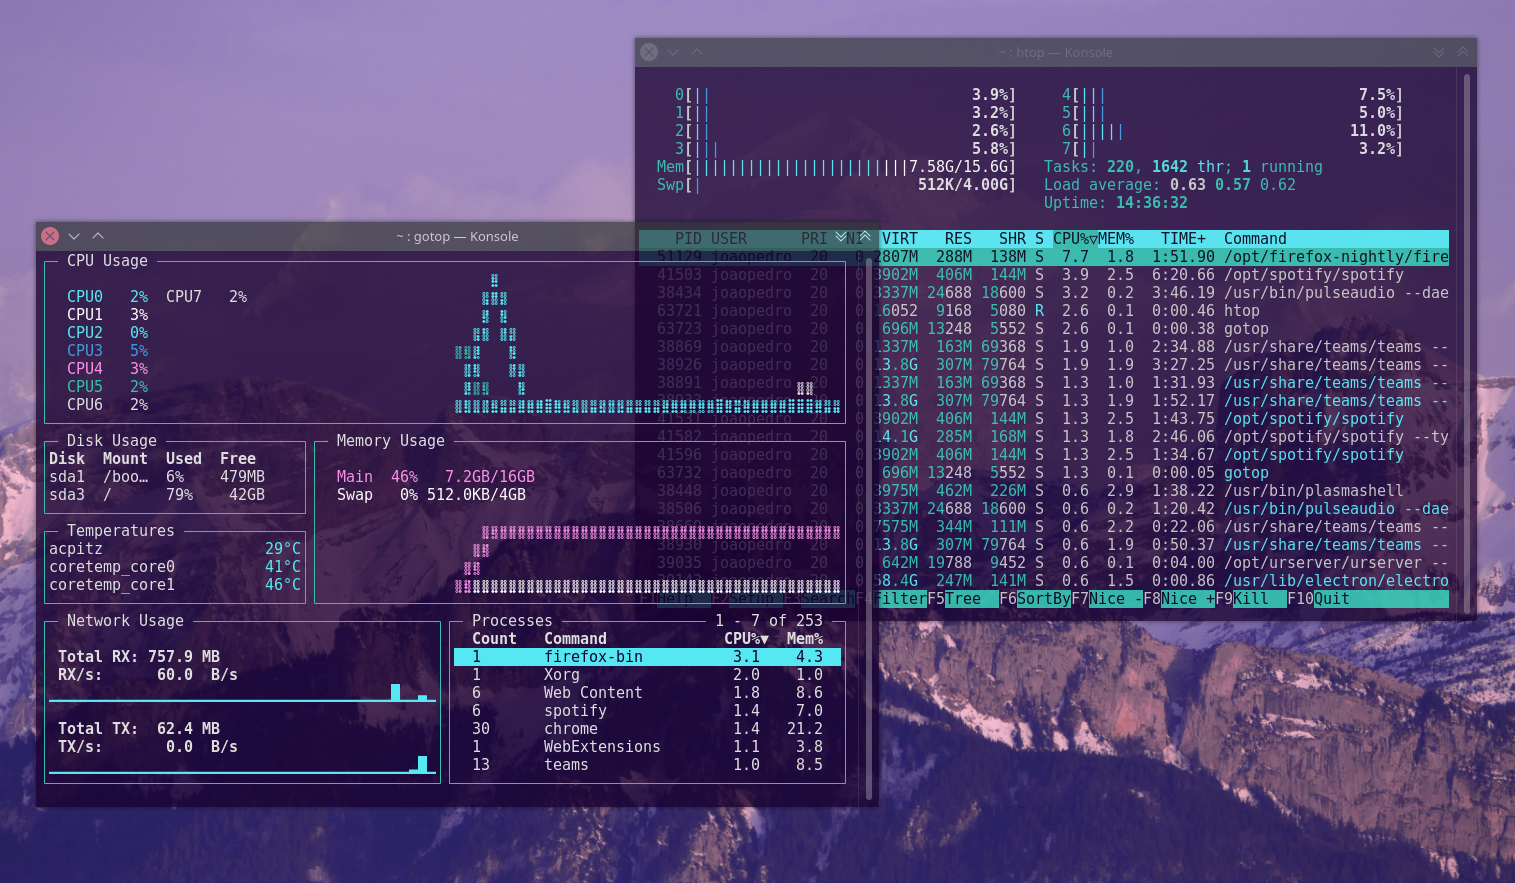 ~ : htop — Konsole
0[|| 3.9%] 4[||| 7.5%]
1[|| 3.2%] 5[||| 5.0%]
2[|| 2.6%] 6[||||| 11.0%]
3[||| 5.8%] 7[|| 3.2%]
Mem[||||||||||||||||||||||||7.58G/15.6G] Tasks: 220, 1642 thr; 1 running
Swp[| 512K/4.00G] Load average: 0.63 0.57 0.62
Uptime: 14:36:32
PID USER PRI NI VIRT RES SHR S CPU%▽MEM% TIME+ Command
51129 joaopedro 20 0 2807M 288M 138M S 7.7 1.8 1:51.90 /opt/firefox-nightly/fire
41503 joaopedro 20 0 3902M 406M 144M S 3.9 2.5 6:20.66 /opt/spotify/spotify
38434 joaopedro 20 0 3337M 24688 18600 S 3.2 0.2 3:46.19 /usr/bin/pulseaudio --dae
63721 joaopedro 20 0 16052 9168 5080 R 2.6 0.1 0:00.46 htop
63723 joaopedro 20 0 696M 13248 5552 S 2.6 0.1 0:00.38 gotop
38869 joaopedro 20 0 1337M 163M 69368 S 1.9 1.0 2:34.88 /usr/share/teams/teams --
38926 joaopedro 20 0 13.8G 307M 79764 S 1.9 1.9 3:27.25 /usr/share/teams/teams --
38891 joaopedro 20 0 1337M 163M 69368 S 1.3 1.0 1:31.93 /usr/share/teams/teams --
joaopedro 20 0 13.8G 307M 79764 S 1.3 1.9 1:52.17 /usr/share/teams/teams --
41531 joaopedro 20 0 3902M 406M 144M S 1.3 2.5 1:43.75 /opt/spotify/spotify
41582 joaopedro 20 0 14.1G 285M 168M S 1.3 1.8 2:46.06 /opt/spotify/spotify --ty
41596 joaopedro 20 0 3902M 406M 144M S 1.3 2.5 1:34.67 /opt/spotify/spotify
63732 joaopedro 20 0 696M 13248 5552 S 1.3 0.1 0:00.05 gotop
38448 joaopedro 20 0 3975M 462M 226M S 0.6 2.9 1:38.22 /usr/bin/plasmashell
38506 joaopedro 20 0 3337M 24688 18600 S 0.6 0.2 1:20.42 /usr/bin/pulseaudio --dae
joaopedro 20 0 7575M 344M 111M S 0.6 2.2 0:22.06 /usr/share/teams/teams --
38930 joaopedro 20 0 13.8G 307M 79764 S 0.6 1.9 0:50.37 /usr/share/teams/teams --
39035 joaopedro 20 0 642M 19788 9452 S 0.6 0.1 0:04.00 /opt/urserver/urserver --
joaopedro 20 0 58.4G 247M 141M S 0.6 1.5 0:00.86 /usr/lib/electron/electro
F1Help F2Setup F3SearchF4FilterF5Tree F6SortByF7Nice -F8Nice +F9Kill F10Quit
~ : gotop — Konsole
CPU Usage
CPU0 2% CPU7 2%
CPU1 3%
CPU2 0%
CPU3 5%
CPU4 3%
CPU5 2%
CPU6 2%
Disk Usage
Disk Mount Used Free
sda1 /boo… 6% 479MB
sda3 / 79% 42GB
Memory Usage
Main 46% 7.2GB/16GB
Swap 0% 512.0KB/4GB
Temperatures
acpitz 29°C
coretemp_core0 41°C
coretemp_core1 46°C
Network Usage
Total RX: 757.9 MB
RX/s: 60.0 B/s
Total TX: 62.4 MB
TX/s: 0.0 B/s
Processes 1 - 7 of 253
Count Command CPU%▼ Mem%
1 firefox-bin 3.1 4.3
1 Xorg 2.0 1.0
6 Web Content 1.8 8.6
6 spotify 1.4 7.0
30 chrome 1.4 21.2
1 WebExtensions 1.1 3.8
13 teams 1.0 8.5